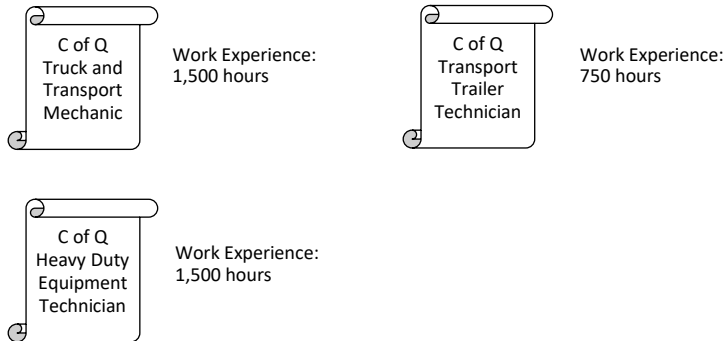 C of Q
Truck and
Transport
Mechanic
Work Experience:
1,500 hours
C of Q
Transport
Trailer
Technician
Work Experience:
750 hours
C of Q
Heavy Duty
Equipment
Technician
Work Experience:
1,500 hours